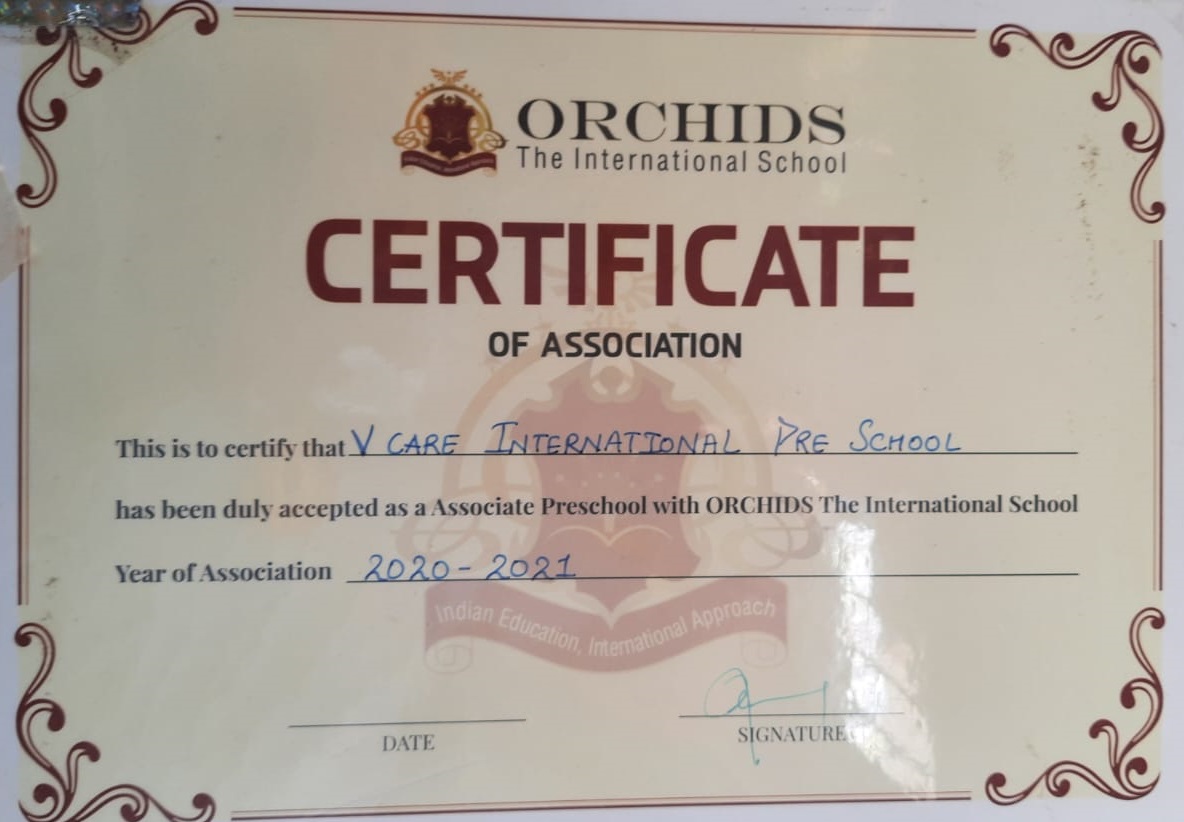 ORCHIDS
The International School
CERTIFICATE
OF ASSOCIATION
This is to certify that V CARE INTERNATIONAL PRE SCHOOL
has been duly accepted as a Associate Preschool with ORCHIDS The International School
Year of Association 2020-2021
Indian Education, International Approach
DATE
SIGNATURE